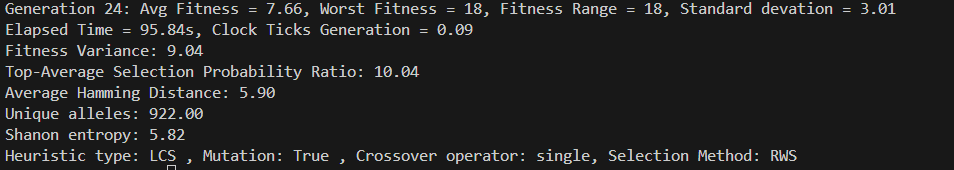 Generation 24: Avg Fitness = 7.66, Worst Fitness = 18, Fitness Range = 18, Standard devation = 3.01
Elapsed Time = 95.84s, Clock Ticks Generation = 0.09
Fitness Variance: 9.04
Top-Average Selection Probability Ratio: 10.04
Average Hamming Distance: 5.90
Unique alleles: 922.00
Shanon entropy: 5.82
Heuristic type: LCS , Mutation: True , Crossover operator: single, Selection Method: RWS